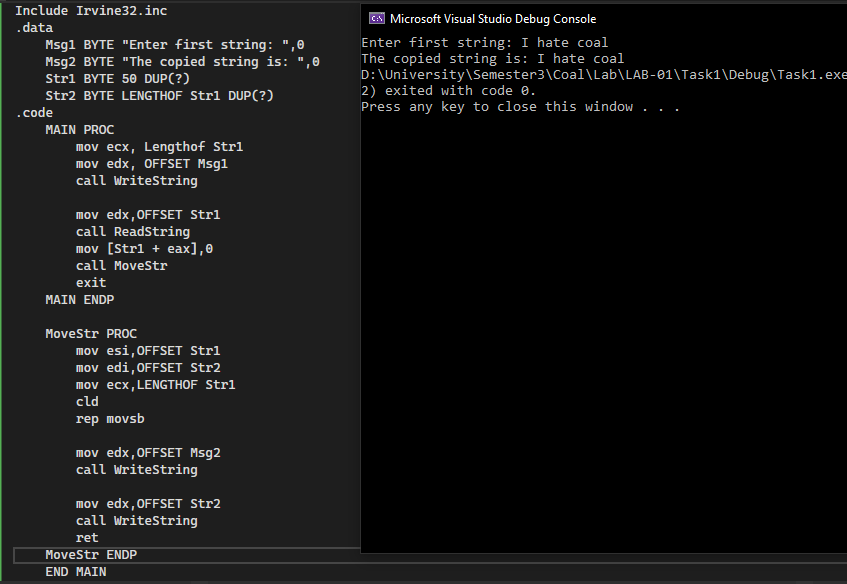 Include Irvine32.inc
.data
Msg1 BYTE "Enter first string: ",0
Msg2 BYTE "The copied string is: ",0
Str1 BYTE 50 DUP(?)
Str2 BYTE LENGTHOF Str1 DUP(?)
.code
MAIN PROC
mov ecx, Lengthof Str1
mov edx, OFFSET Msg1
call WriteString
mov edx,OFFSET Str1
call ReadString
mov [Str1 + eax],0
call MoveStr
exit
MAIN ENDP
MoveStr PROC
mov esi,OFFSET Str1
mov edi,OFFSET Str2
mov ecx,LENGTHOF Str1
cld
rep movsb
mov edx,OFFSET Msg2
call WriteString
mov edx,OFFSET Str2
call WriteString
ret
MoveStr ENDP
END MAIN
Microsoft Visual Studio Debug Console
Enter first string: I hate coal
The copied string is: I hate coal
D:\University\Semester3\Coal\Lab\LAB-01\Task1\Debug\Task1.exe
2) exited with code 0.
Press any key to close this window . . .